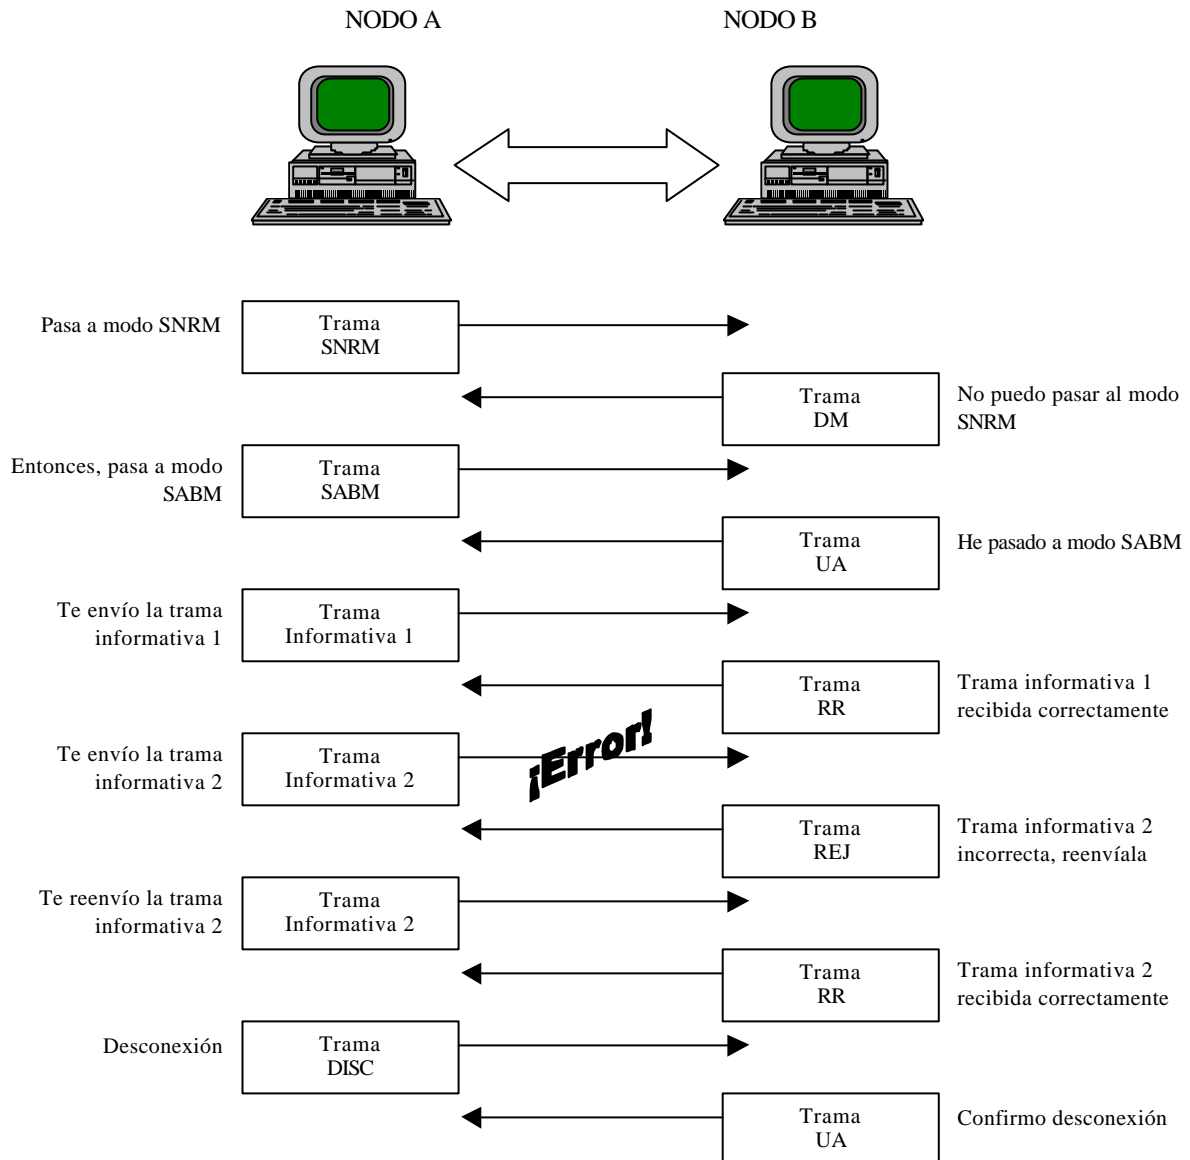 NODO A
NODO B
Pasa a modo SNRM
Trama
SNRM
Trama
DM
No puedo pasar al modo
SNRM
Entonces, pasa a modo
SABM
Trama
SABM
Trama
UA
He pasado a modo SABM
Te envío la trama
informativa 1
Trama
Informativa 1
Trama
RR
Trama informativa 1
recibida correctamente
Te envío la trama
informativa 2
Trama
Informativa 2
¡Error!
Trama
REJ
Trama informativa 2
incorrecta, reenvíala
Te reenvío la trama
informativa 2
Trama
Informativa 2
Trama
RR
Trama informativa 2
recibida correctamente
Desconexión
Trama
DISC
Trama
UA
Confirmo desconexión